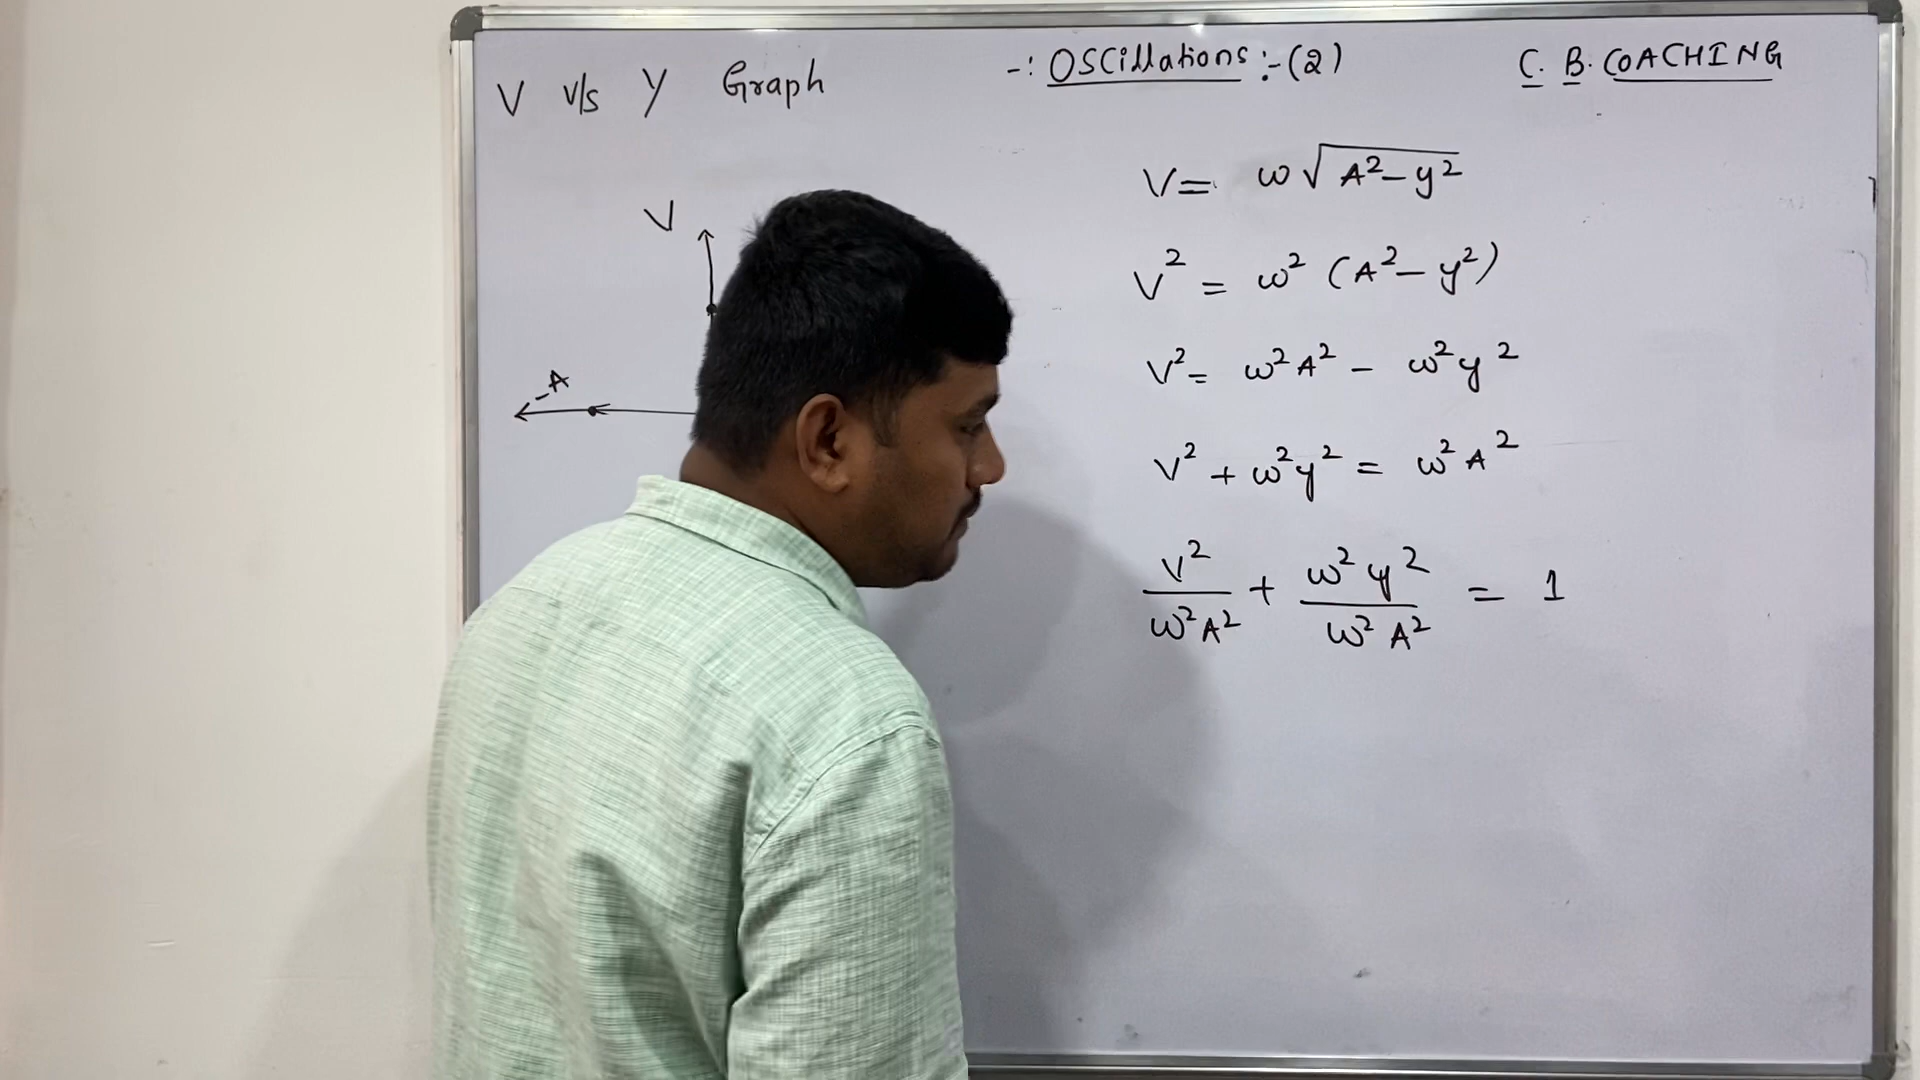 V v/s Y Graph
-: Oscillations :- (2)
C. B. COACHING
V
-A
V = ω√(A² - y²)
V² = ω² (A² - y²)
V² = ω²A² - ω²y²
V² + ω²y² = ω²A²
V²/ω²A² + ω²y²/ω²A² = 1